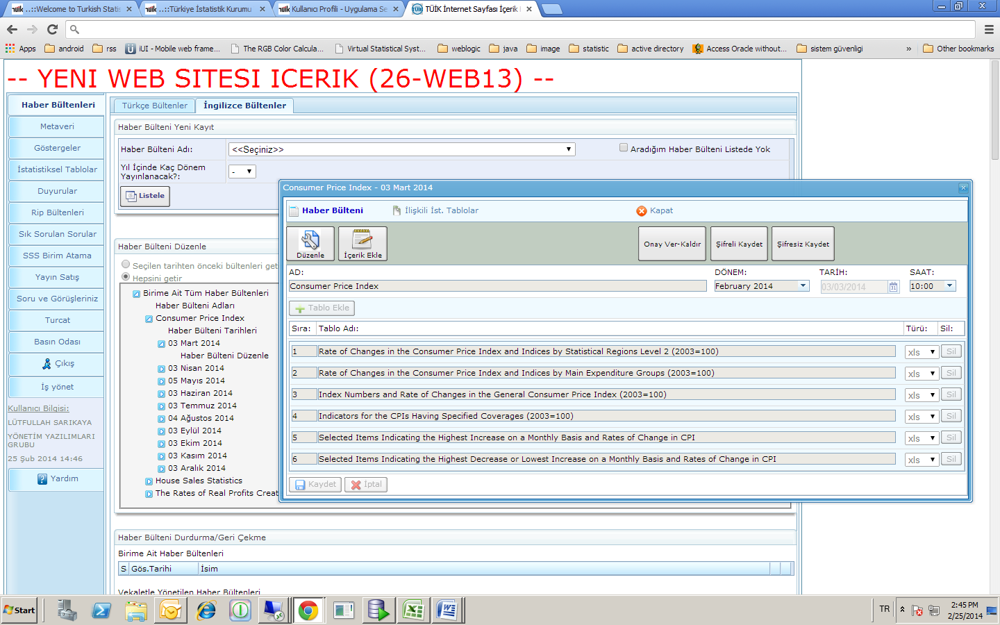 ..::Welcome to Turkish Statis
..::Türkiye İstatistik Kurumu
Kullanıcı Profili - Uygulama Se
TÜİK İnternet Sayfası İçerik
Apps
android
rss
iUI - Mobile web frame...
The RGB Color Calcula...
Virtual Statistical Syst...
weblogic
java
image
statistic
active directory
Access Oracle without...
sistem güvenligi
»
Other bookmarks
-- YENI WEB SITESI ICERIK (26-WEB13) --
Haber Bültenleri
Metaveri
Göstergeler
İstatistiksel Tablolar
Duyurular
Rip Bültenleri
Sık Sorulan Sorular
SSS Birim Atama
Yayın Satış
Soru ve Görüşleriniz
Turcat
Basın Odası
Çıkış
İş yönet
Kullanıcı Bilgisi:
LÜTFULLAH SARIKAYA
YÖNETİM YAZILIMLARI
GRUBU
25 Şub 2014 14:46
Yardım
Türkçe Bültenler
İngilizce Bültenler
Haber Bülteni Yeni Kayıt
Haber Bülteni Adı:
<<Seçiniz>>
Aradığım Haber Bülteni Listede Yok
Yıl İçinde Kaç Dönem
Yayınlanacak?:
-
Listele
Haber Bülteni Düzenle
Seçilen tarihten önceki bültenleri get
Hepsini getir
Birime Ait Tüm Haber Bültenleri
Haber Bülteni Adları
Consumer Price Index
Haber Bülteni Tarihleri
03 Mart 2014
Haber Bülteni Düzenle
03 Nisan 2014
05 Mayıs 2014
03 Haziran 2014
03 Temmuz 2014
04 Ağustos 2014
03 Eylül 2014
03 Ekim 2014
03 Kasım 2014
03 Aralık 2014
House Sales Statistics
The Rates of Real Profits Creat
Consumer Price Index - 03 Mart 2014
Haber Bülteni
İlişkili İst. Tablolar
Kapat
Düzenle
İçerik Ekle
Onay Ver-Kaldır
Şifreli Kaydet
Şifresiz Kaydet
AD:
DÖNEM:
TARİH:
SAAT:
Consumer Price Index
February 2014
03/03/2014
10:00
Tablo Ekle
Sıra: Tablo Adı: Türü: Sil:
1 Rate of Changes in the Consumer Price Index and Indices by Statistical Regions Level 2 (2003=100) xls Sil
2 Rate of Changes in the Consumer Price Index and Indices by Main Expenditure Groups (2003=100) xls Sil
3 Index Numbers and Rate of Changes in the General Consumer Price Index (2003=100) xls Sil
4 Indicators for the CPIs Having Specified Coverages (2003=100) xls Sil
5 Selected Items Indicating the Highest Increase on a Monthly Basis and Rates of Change in CPI xls Sil
6 Selected Items Indicating the Highest Decrease or Lowest Increase on a Monthly Basis and Rates of Change in CPI xls Sil
Kaydet
İptal
Haber Bülteni Durdurma/Geri Çekme
Birime Ait Haber Bültenleri
S. Gös.Tarihi İsim
Vekaletle Yönetilen Haber Bültenleri
Start
TR
2:45 PM
2/25/2014